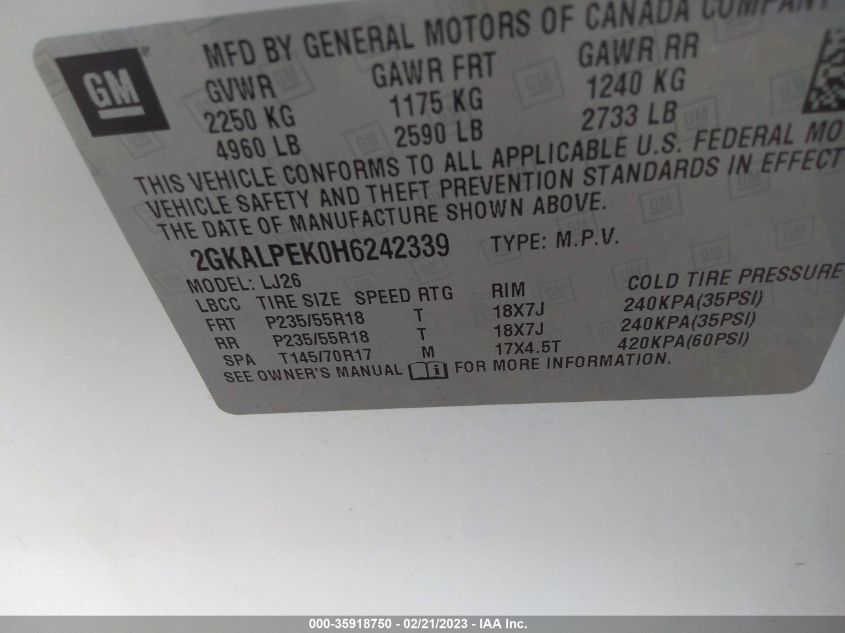 GM
MFD BY GENERAL MOTORS OF CANADA COMPANY
GVWR GAWR FRT GAWR RR
2250 KG 1175 KG 1240 KG
4960 LB 2590 LB 2733 LB
THIS VEHICLE CONFORMS TO ALL APPLICABLE U.S. FEDERAL MO
VEHICLE SAFETY AND THEFT PREVENTION STANDARDS IN EFFECT
THE DATE OF MANUFACTURE SHOWN ABOVE.
2GKALPEK0H6242339 TYPE: M.P.V.
MODEL: LJ26
LBCC TIRE SIZE SPEED RTG RIM COLD TIRE PRESSURE
FRT P235/55R18 T 18X7J 240KPA(35PSI)
RR P235/55R18 T 18X7J 240KPA(35PSI)
SPA T145/70R17 M 17X4.5T 420KPA(60PSI)
SEE OWNER'S MANUAL FOR MORE INFORMATION.
000-35918750 - 02/21/2023 - IAA Inc.